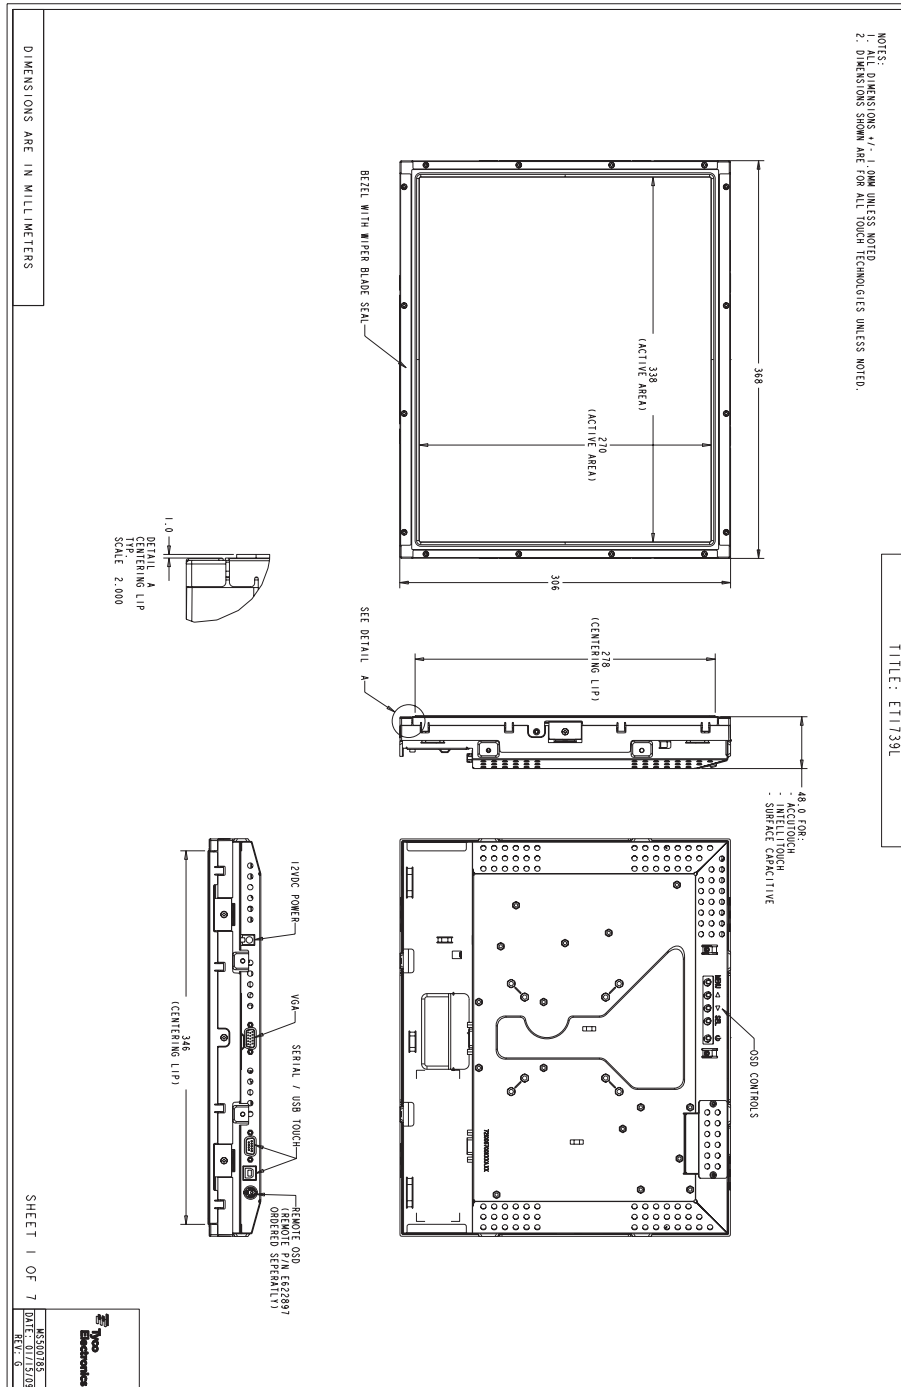 NOTES:
1. ALL DIMENSIONS +/- 1.0MM UNLESS NOTED
2. DIMENSIONS SHOWN ARE FOR ALL TOUCH TECHNOLGIES UNLESS NOTED.
TITLE: ET1739L
368
338
(ACTIVE AREA)
270
(ACTIVE AREA)
306
BEZEL WITH WIPER BLADE SEAL
278
(CENTERING LIP)
SEE DETAIL A
48.0 FOR:
- ACCUTOUCH
- INTELLITOUCH
- SURFACE CAPACITIVE
OSD CONTROLS
MENU
SEL
1.0
DETAIL A
CENTERING LIP
TYP.
SCALE 2.000
12VDC POWER
VGA
SERIAL / USB TOUCH
REMOTE OSD
(REMOTE P/N E622897
ORDERED SEPERATLY)
346
(CENTERING LIP)
DIMENSIONS ARE IN MILLIMETERS
SHEET 1 OF 7
Tyco
Electronics
MS500785
DATE: 01/15/09
REV: G